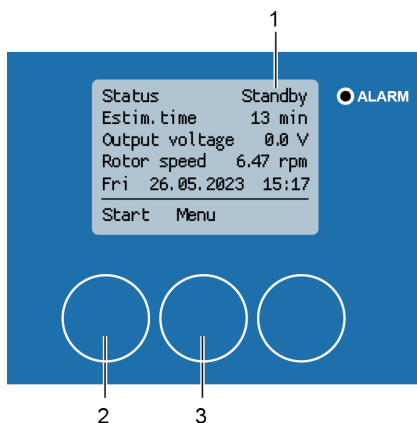 1
Status Standby
ALARM
Estim.time 13 min
Output voltage 0.0 V
Rotor speed 6.47 rpm
Fri 26.05.2023 15:17
Start Menu
2 3